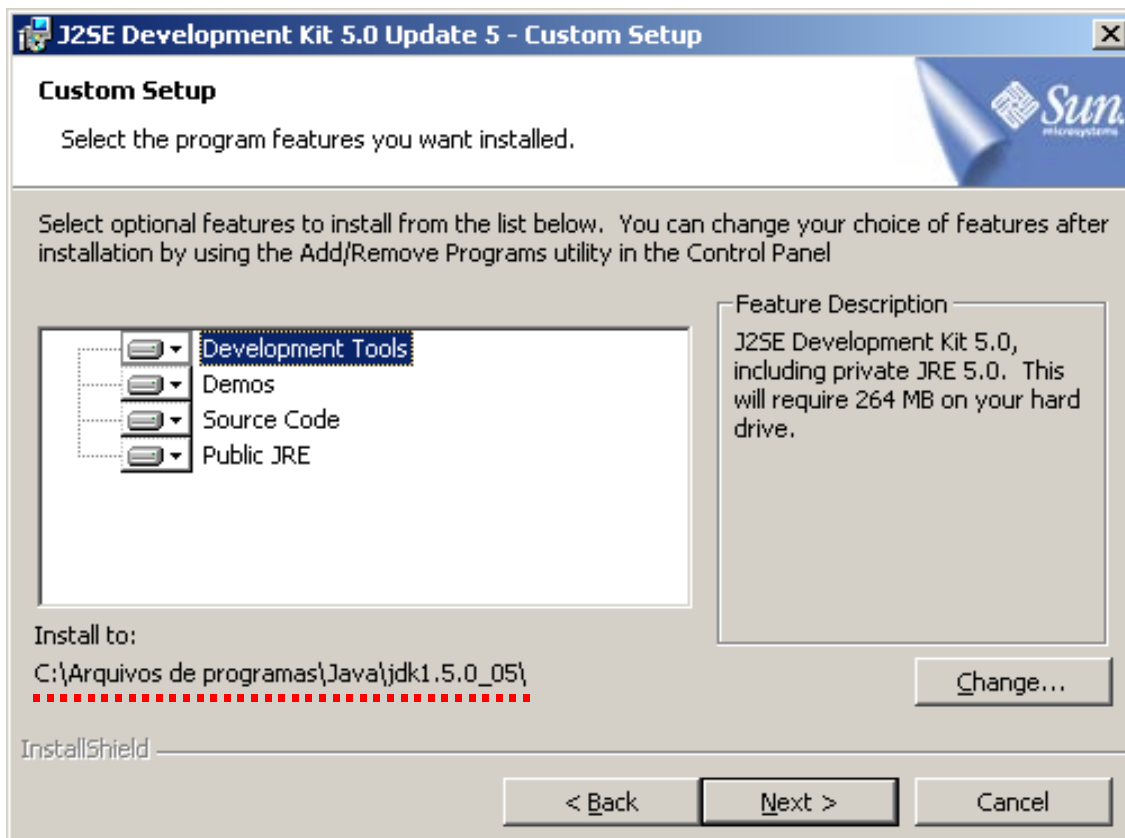 J2SE Development Kit 5.0 Update 5 - Custom Setup
Custom Setup
Select the program features you want installed.
Sun
microsystems
Select optional features to install from the list below. You can change your choice of features after
installation by using the Add/Remove Programs utility in the Control Panel
Development Tools
Demos
Source Code
Public JRE
Feature Description
J2SE Development Kit 5.0,
including private JRE 5.0. This
will require 264 MB on your hard
drive.
Install to:
C:\Arquivos de programas\Java\jdk1.5.0_05\
Change...
InstallShield
< Back
Next >
Cancel